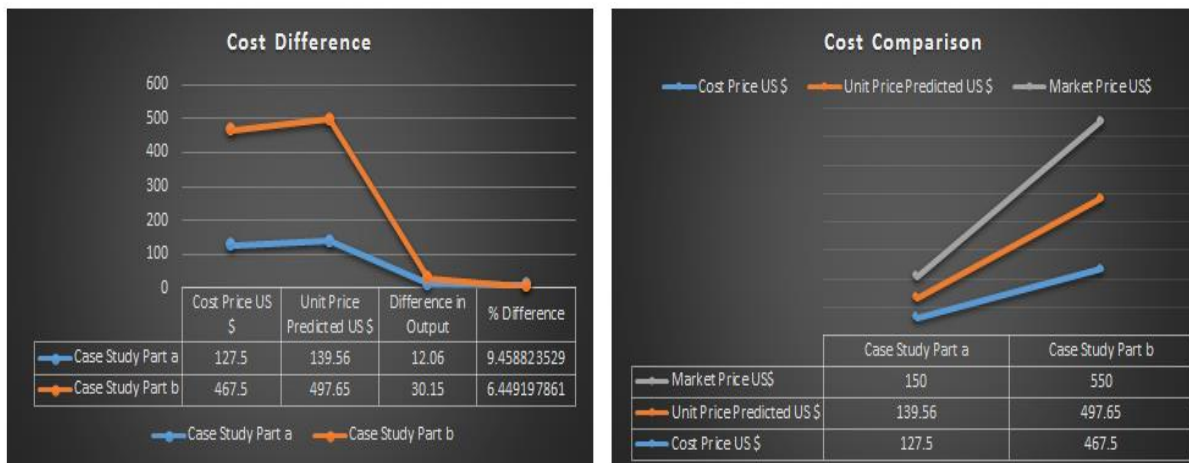 Cost Difference
600
500
400
300
200
100
0
Cost Price US $
Unit Price Predicted US $
Difference in Output
% Difference
Case Study Part a 127.5 139.56 12.06 9.458823529
Case Study Part b 467.5 497.65 30.15 6.449197861
Case Study Part a Case Study Part b
Cost Comparison
Cost Price US $ Unit Price Predicted US $ Market Price US$
Case Study Part a Case Study Part b
Market Price US$ 150 550
Unit Price Predicted US $ 139.56 497.65
Cost Price US $ 127.5 467.5